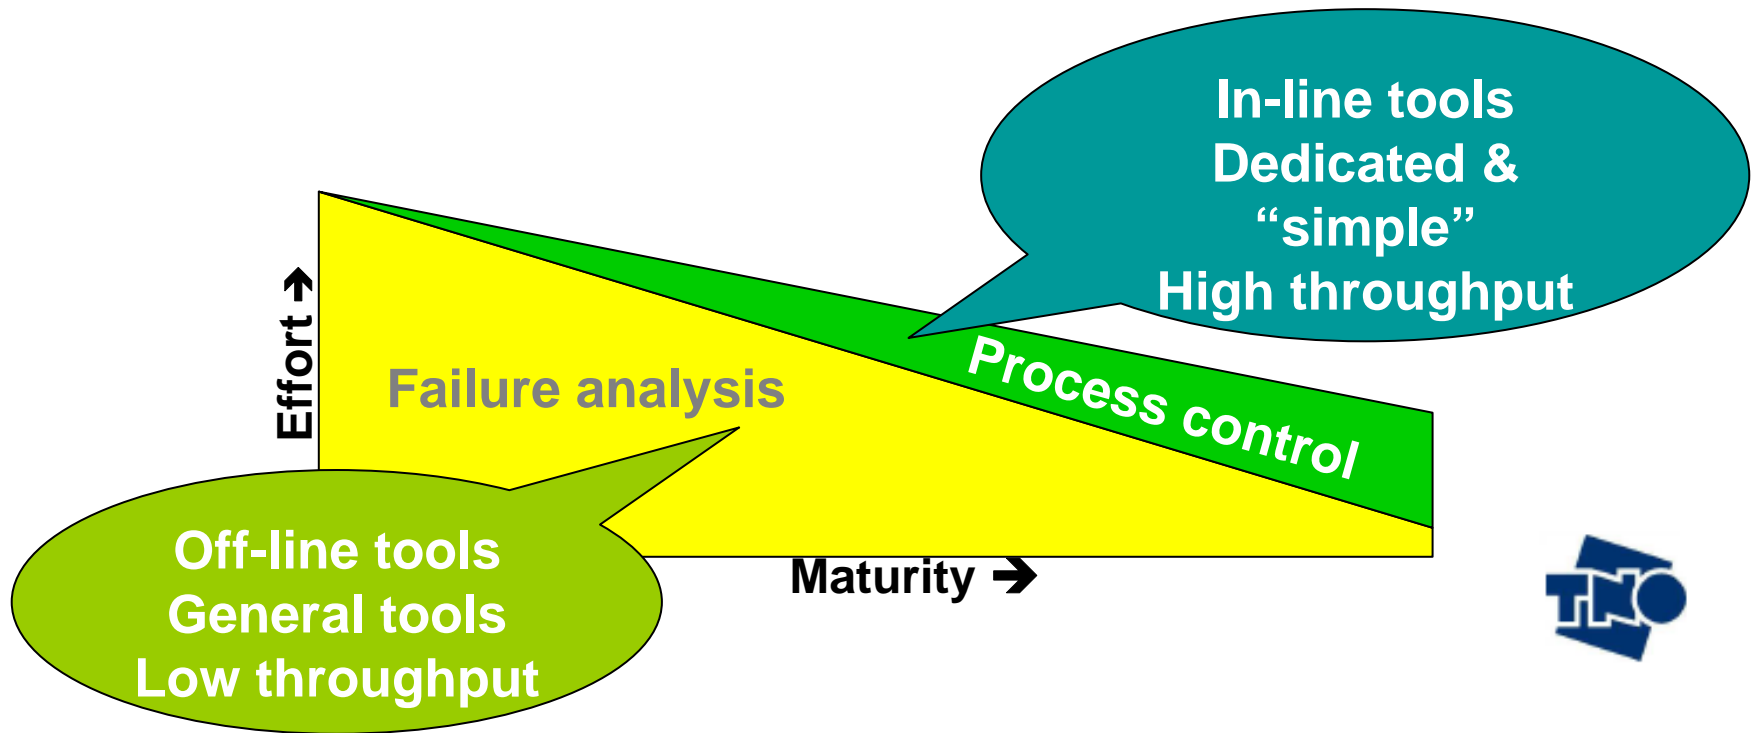 In-line tools
Dedicated &
“simple”
High throughput
Effort ➔
Failure analysis
Process control
Off-line tools
General tools
Low throughput
Maturity ➔
TNO